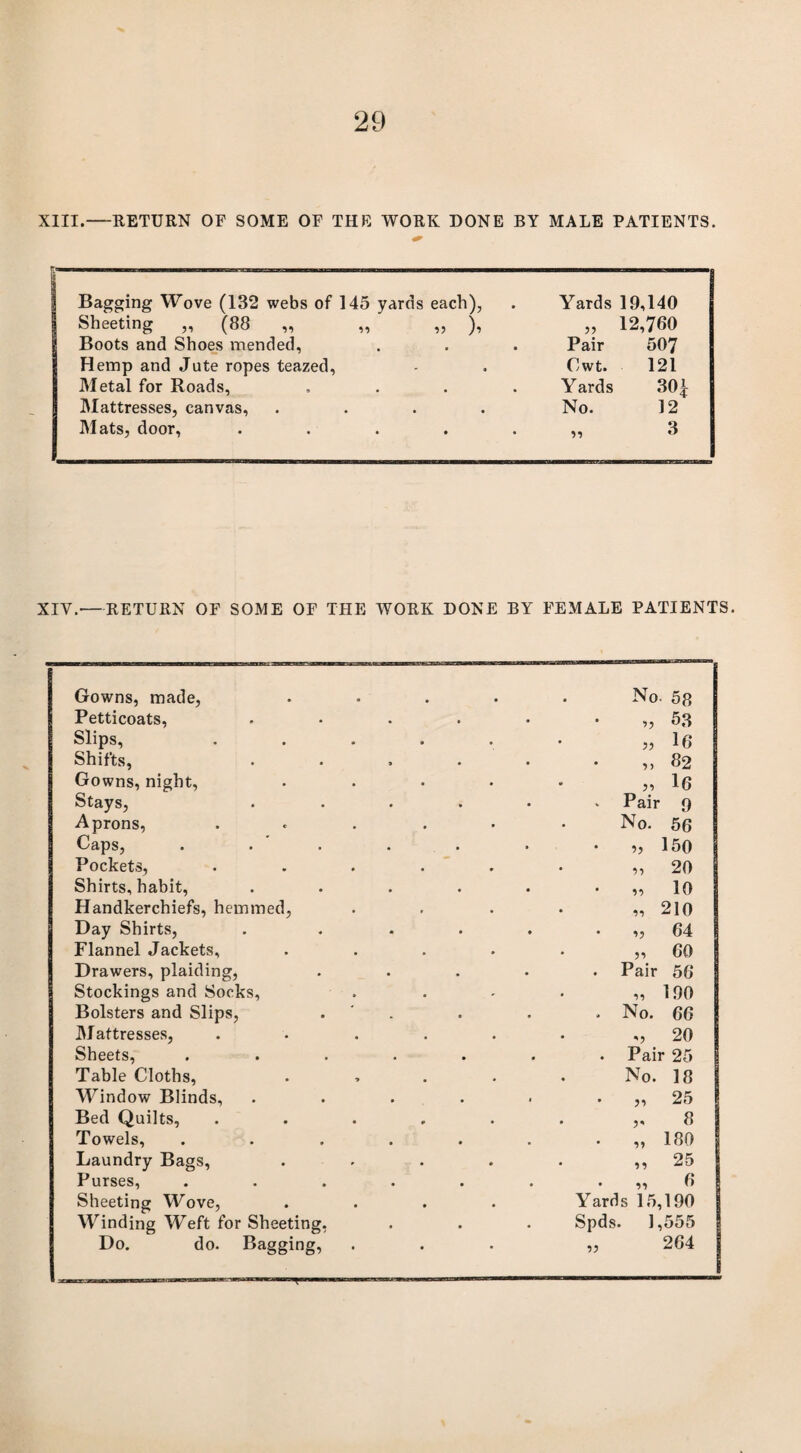 29
XIII.—RETURN OF SOME OF THE WORK DONE BY MALE PATIENTS.
Bagging Wove (132 webs of 145 yards each), . Yards 19,140
Sheeting „ (88 „ „ „ ), „ 12,760
Boots and Shoes mended, . . . Pair 507
Hemp and Jute ropes teazed, . . Cwt. 121
Metal for Roads, . . . . Yards 30¼
Mattresses, canvas, . . . . No. 12
Mats, door, . . . . . „ 3
XIV.—RETURN OF SOME OF THE WORK DONE BY FEMALE PATIENTS.
Gowns, made, . . . . . No. 58
Petticoats, . . . . . . „ 53
Slips, . . . . . . „ 16
Shifts, . . . . . . „ 82
Gowns, night, . . . . . „ 16
Stays, . . . . . . Pair 9
Aprons, . . . . . . No. 56
Caps, . . . . . . . „ 150
Pockets, . . . . . . . „ 20
Shirts, habit, . . . . . . „ 10
Handkerchiefs, hemmed, . . . . „ 210
Day Shirts, . . . . . . „ 64
Flannel Jackets, . . . . . „ 60
Drawers, plaiding, . . . . . Pair 56
Stockings and Socks, . . . . „ 190
Bolsters and Slips, . . . . . No. 66
Mattresses, . . . . . . „ 20
Sheets, . . . . . . . Pair 25
Table Cloths, . . . . . No. 18
Window Blinds, . . . . . . „ 25
Bed Quilts, . . . . . . „ 8
Towels, . . . . . . . „ 180
Laundry Bags, . . . . . „ 25
Purses, . . . . . . . „ 6
Sheeting Wove, . . . . Yards 15,190
Winding Weft for Sheeting, . . . Spds. 1,555
Do. do. Bagging, . . . „ 264